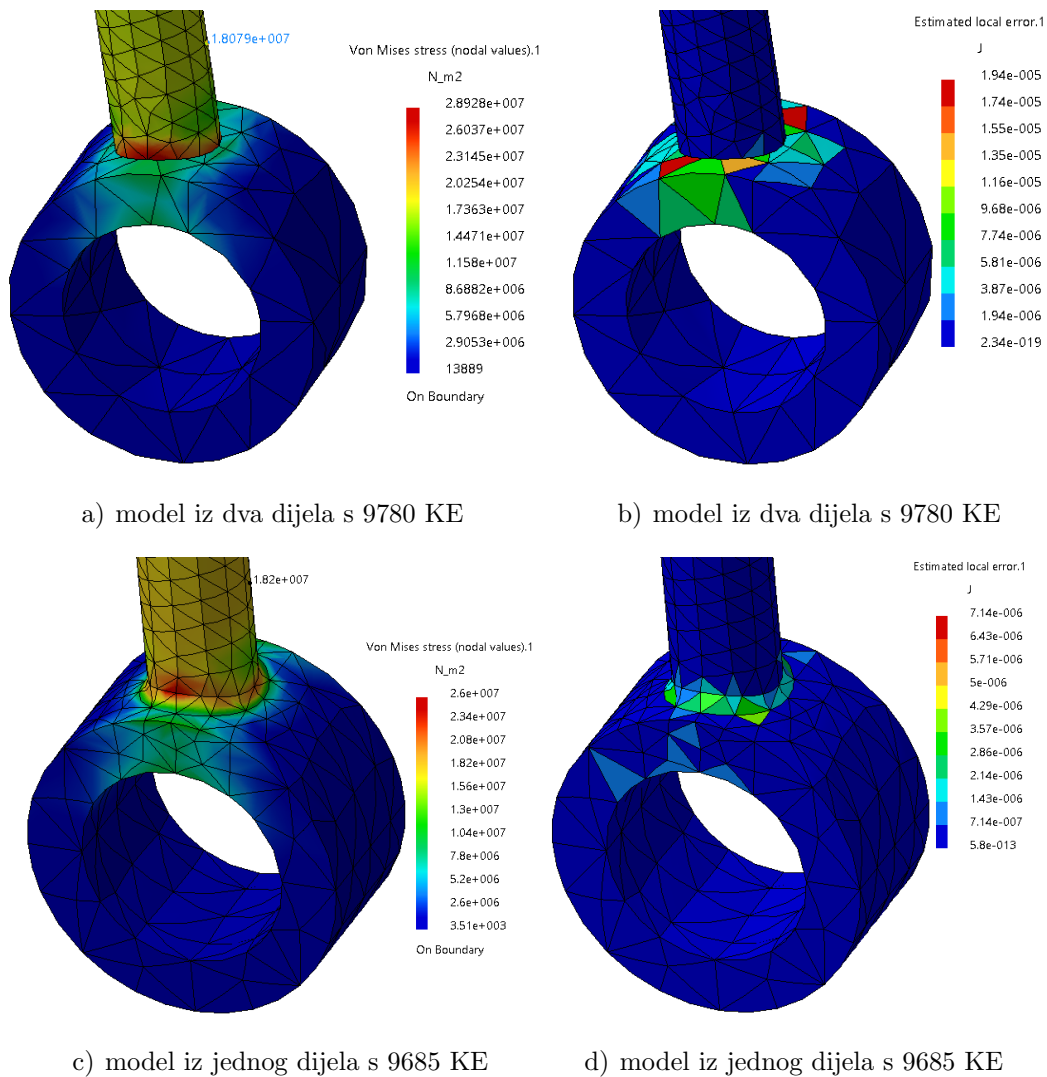 1.8079e+007
Von Mises stress (nodal values).1
N_m2
2.8928e+007
2.6037e+007
2.3145e+007
2.0254e+007
1.7363e+007
1.4471e+007
1.158e+007
8.6882e+006
5.7968e+006
2.9053e+006
13889
On Boundary
Estimated local error.1
J
1.94e-005
1.74e-005
1.55e-005
1.35e-005
1.16e-005
9.68e-006
7.74e-006
5.81e-006
3.87e-006
1.94e-006
2.34e-019
a) model iz dva dijela s 9780 KE
b) model iz dva dijela s 9780 KE
1.82e+007
Von Mises stress (nodal values).1
N_m2
2.6e+007
2.34e+007
2.08e+007
1.82e+007
1.56e+007
1.3e+007
1.04e+007
7.8e+006
5.2e+006
2.6e+006
3.51e+003
On Boundary
Estimated local error.1
J
7.14e-006
6.43e-006
5.71e-006
5e-006
4.29e-006
3.57e-006
2.86e-006
2.14e-006
1.43e-006
7.14e-007
5.8e-013
c) model iz jednog dijela s 9685 KE
d) model iz jednog dijela s 9685 KE